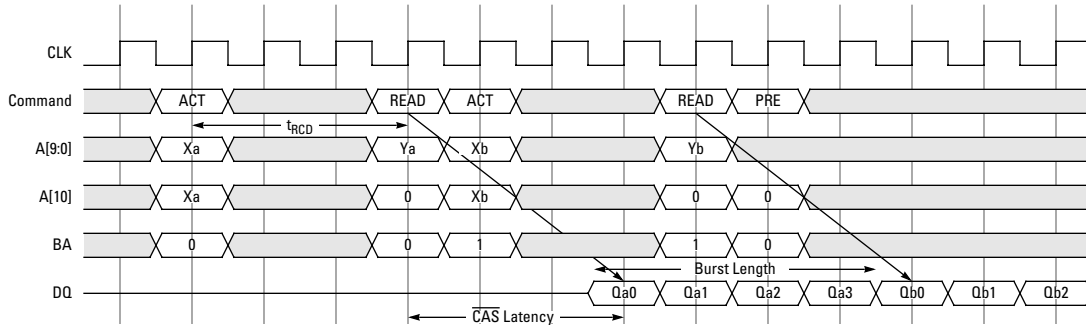 CLK
Command ACT READ ACT READ PRE
tRCD
A[9:0] Xa Ya Xb Yb
A[10] Xa 0 Xb 0 0
BA 0 0 1 1 0
Burst Length
DQ Qa0 Qa1 Qa2 Qa3 Qb0 Qb1 Qb2
CAS Latency